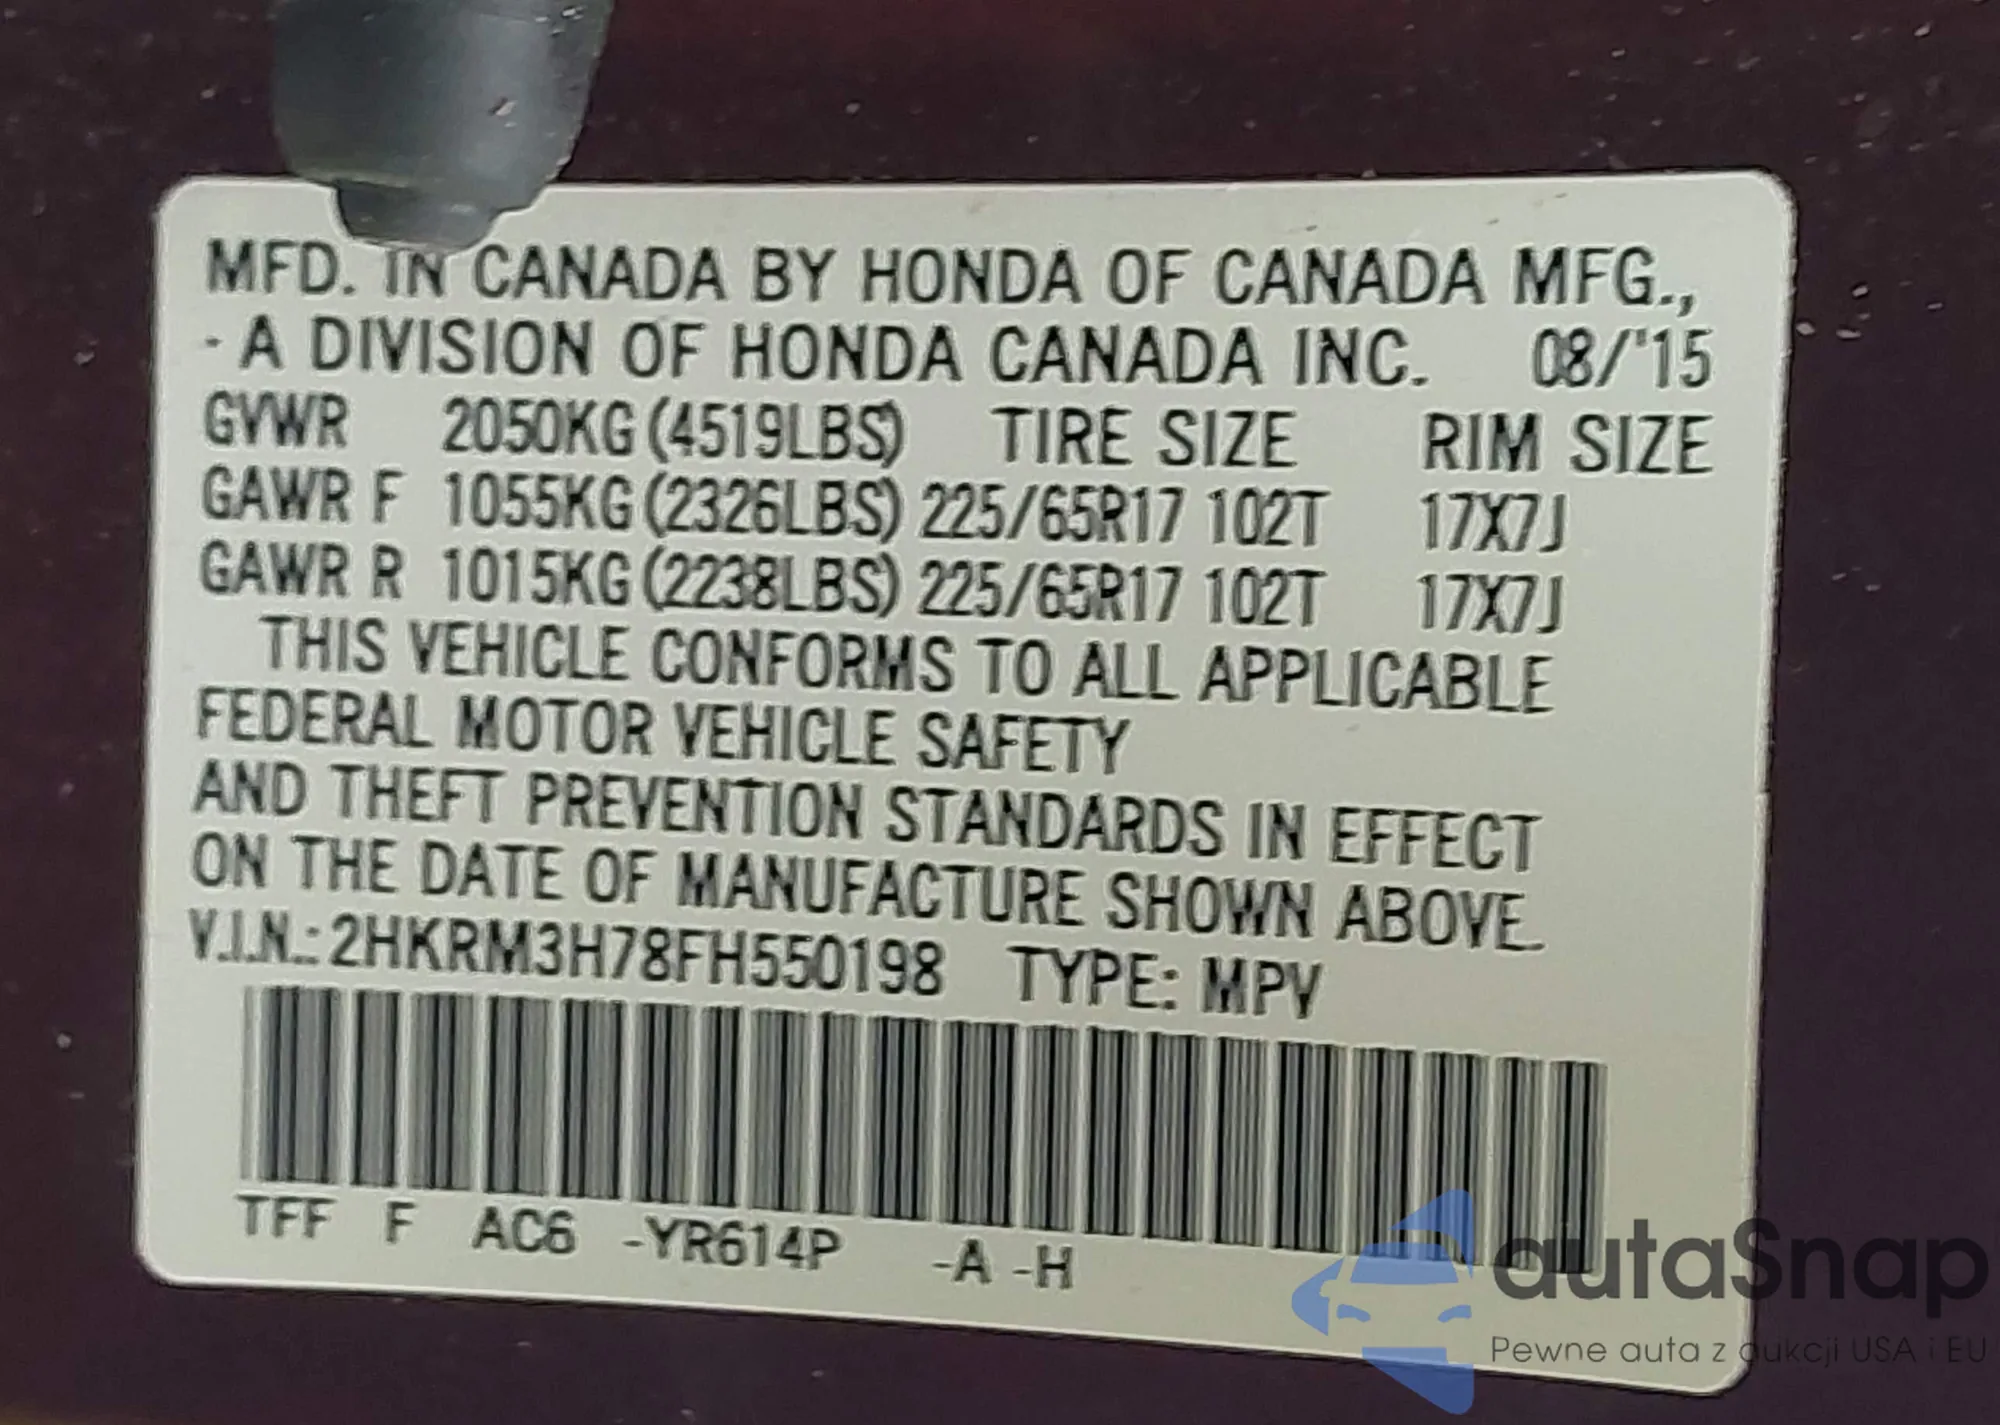 MFD. IN CANADA BY HONDA OF CANADA MFG.,
- A DIVISION OF HONDA CANADA INC. 08/'15
GVWR 2050KG (4519LBS) TIRE SIZE RIM SIZE
GAWR F 1055KG (2326LBS) 225/65R17 102T 17X7J
GAWR R 1015KG (2238LBS) 225/65R17 102T 17X7J
THIS VEHICLE CONFORMS TO ALL APPLICABLE
FEDERAL MOTOR VEHICLE SAFETY
AND THEFT PREVENTION STANDARDS IN EFFECT
ON THE DATE OF MANUFACTURE SHOWN ABOVE.
V.I.N.: 2HKRM3H78FH550198 TYPE: MPV
TFF F AC6 -YR614P -A -H
autaSnap
Pewne auta z aukcji USA i EU